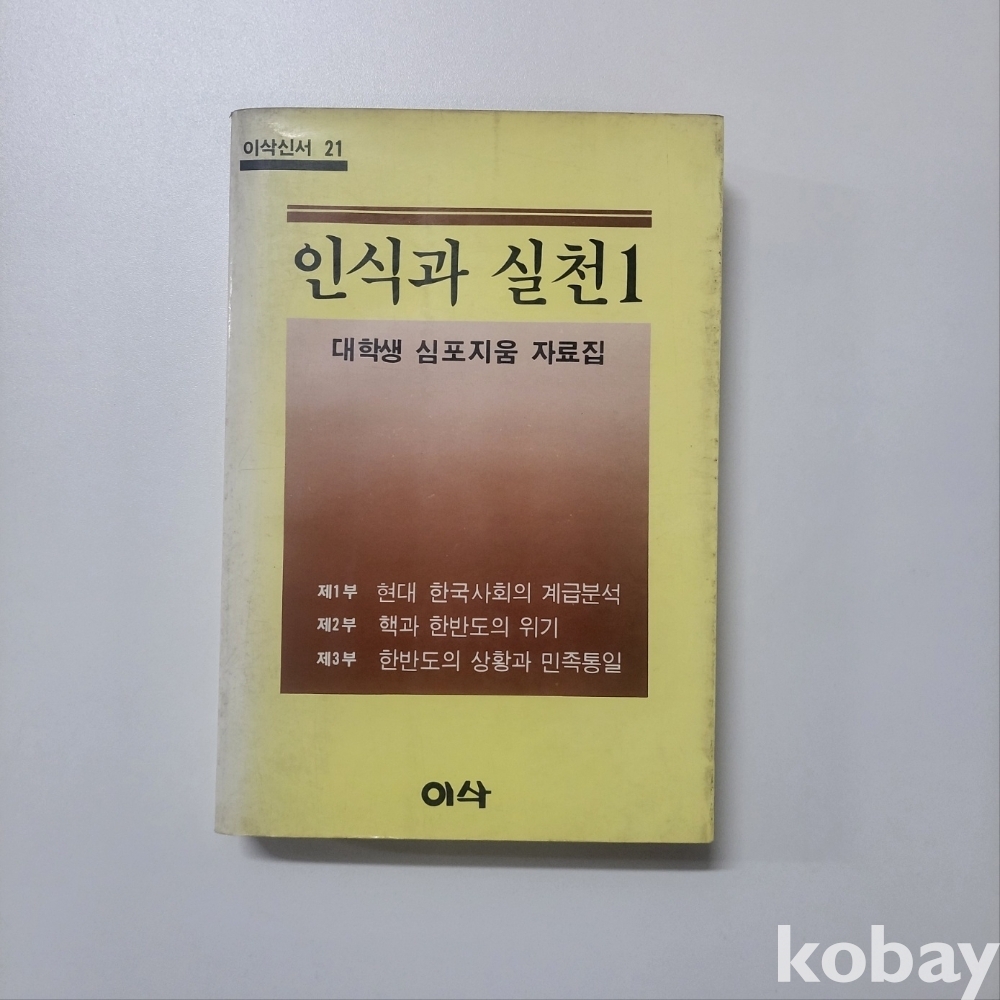 이삭신서 21
인식과 실천1
대학생 심포지움 자료집
제1부 현대 한국사회의 계급분석
제2부 핵과 한반도의 위기
제3부 한반도의 상황과 민족통일
이삭
kobay